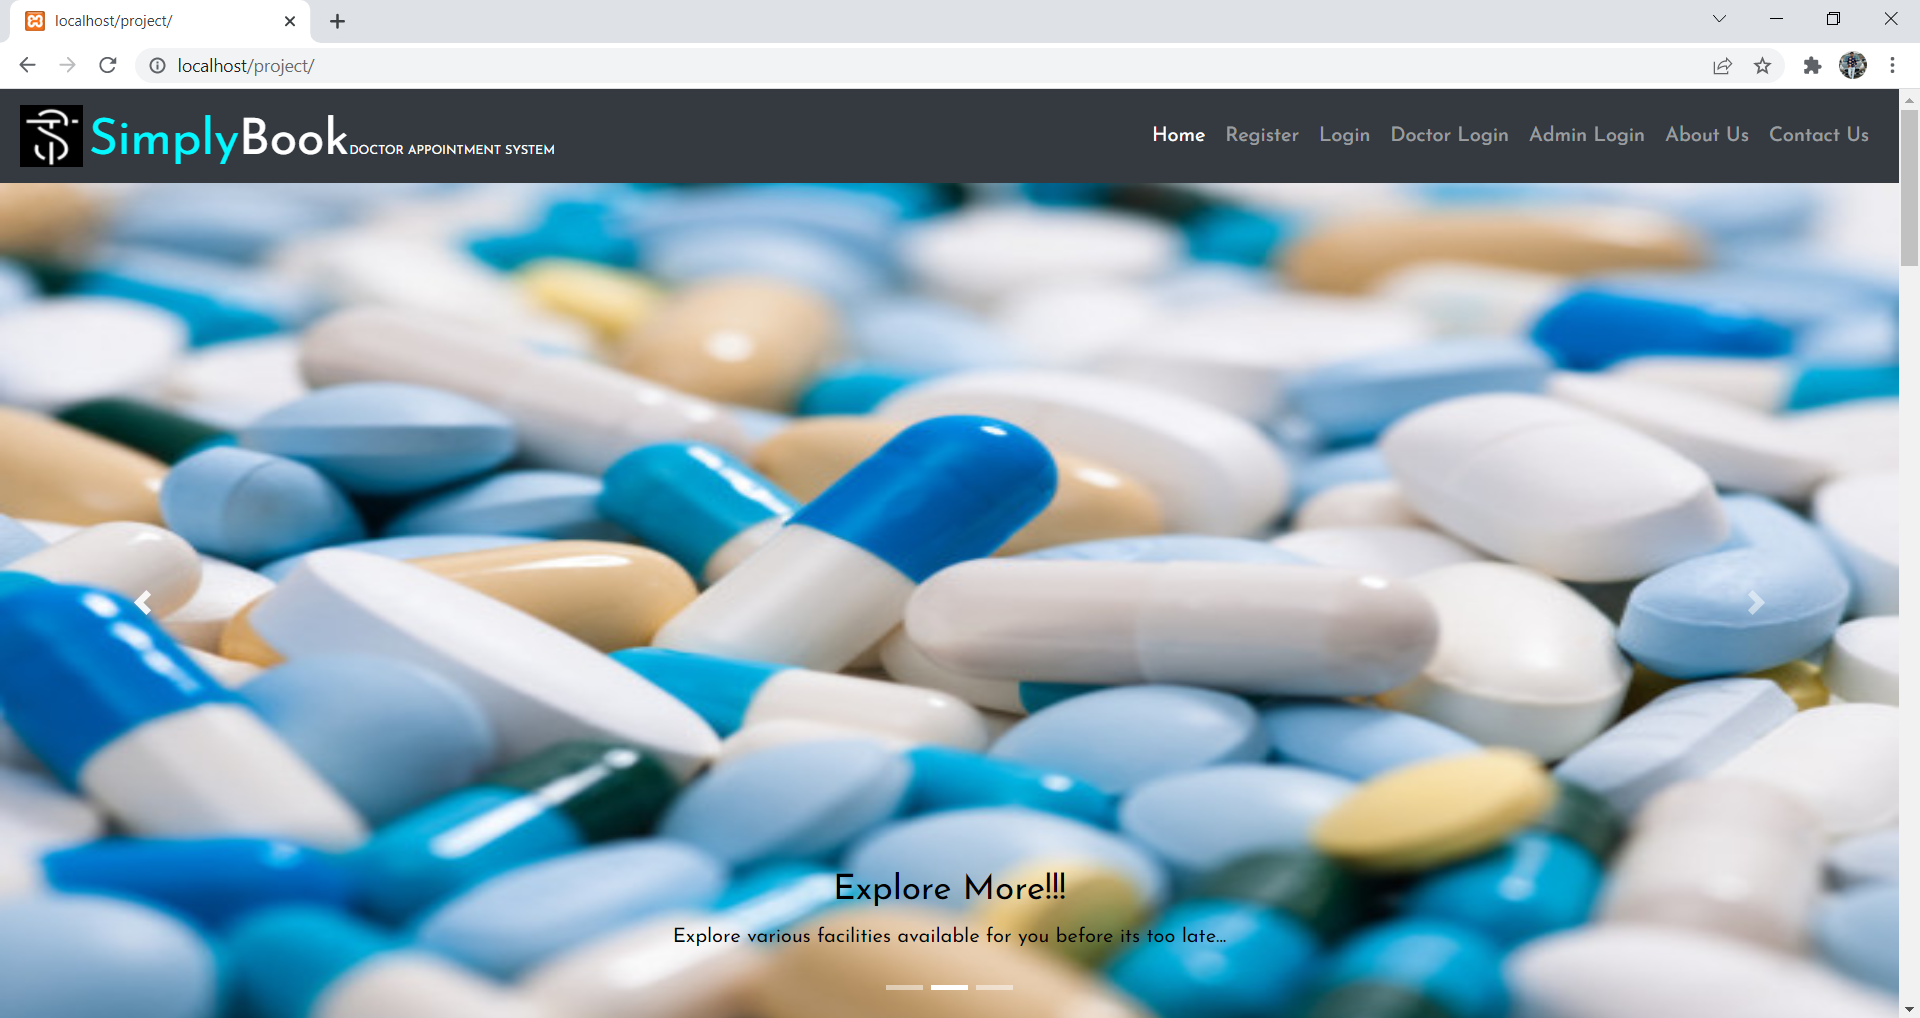 localhost/project/
localhost/project/
SimplyBook DOCTOR APPOINTMENT SYSTEM
Home Register Login Doctor Login Admin Login About Us Contact Us
Explore More!!!
Explore various facilities available for you before its too late...